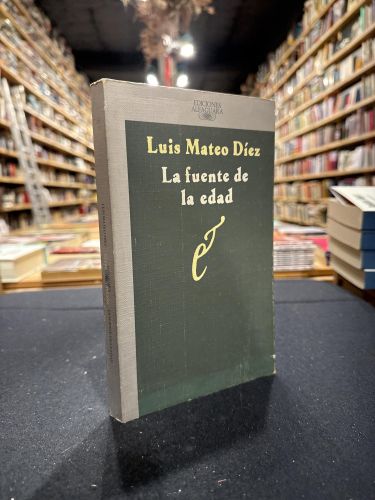 EDICIONES
ALFAGUARA
Luis Mateo Díez
La fuente de
la edad
&